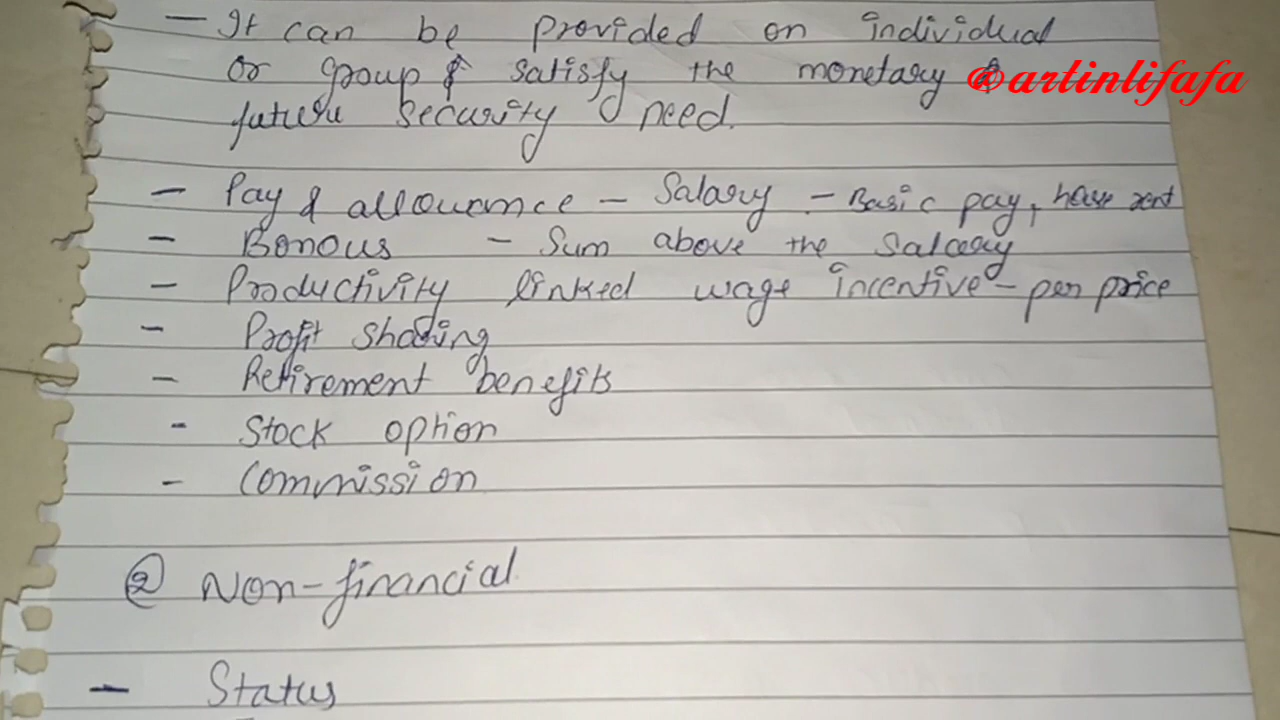 - It can be provided on individual
or group & satisfy the monetary & @artinlifafa
future security need.
- Pay & allowance - Salary - Basic pay, house rent
- Bonous - Sum above the Salary
- Productivity linked wage incentive - per price
- Profit sharing
- Retirement benefits
- Stock option
- Commission
② Non-financial
- Status